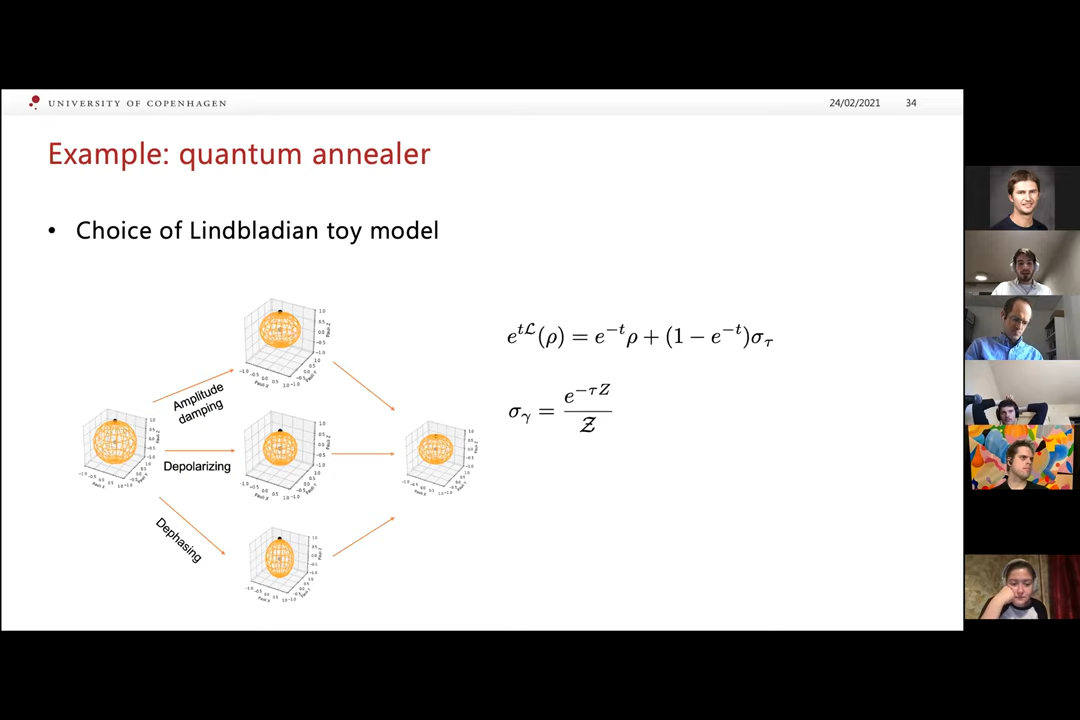 UNIVERSITY OF COPENHAGEN
24/02/2021 34
Example: quantum annealer
• Choice of Lindbladian toy model
Amplitude
damping
Depolarizing
Dephasing
e^{tℒ}(ρ) = e^{−t}ρ + (1 − e^{−t})σ_τ
σ_γ = e^{−τZ} / 𝒵